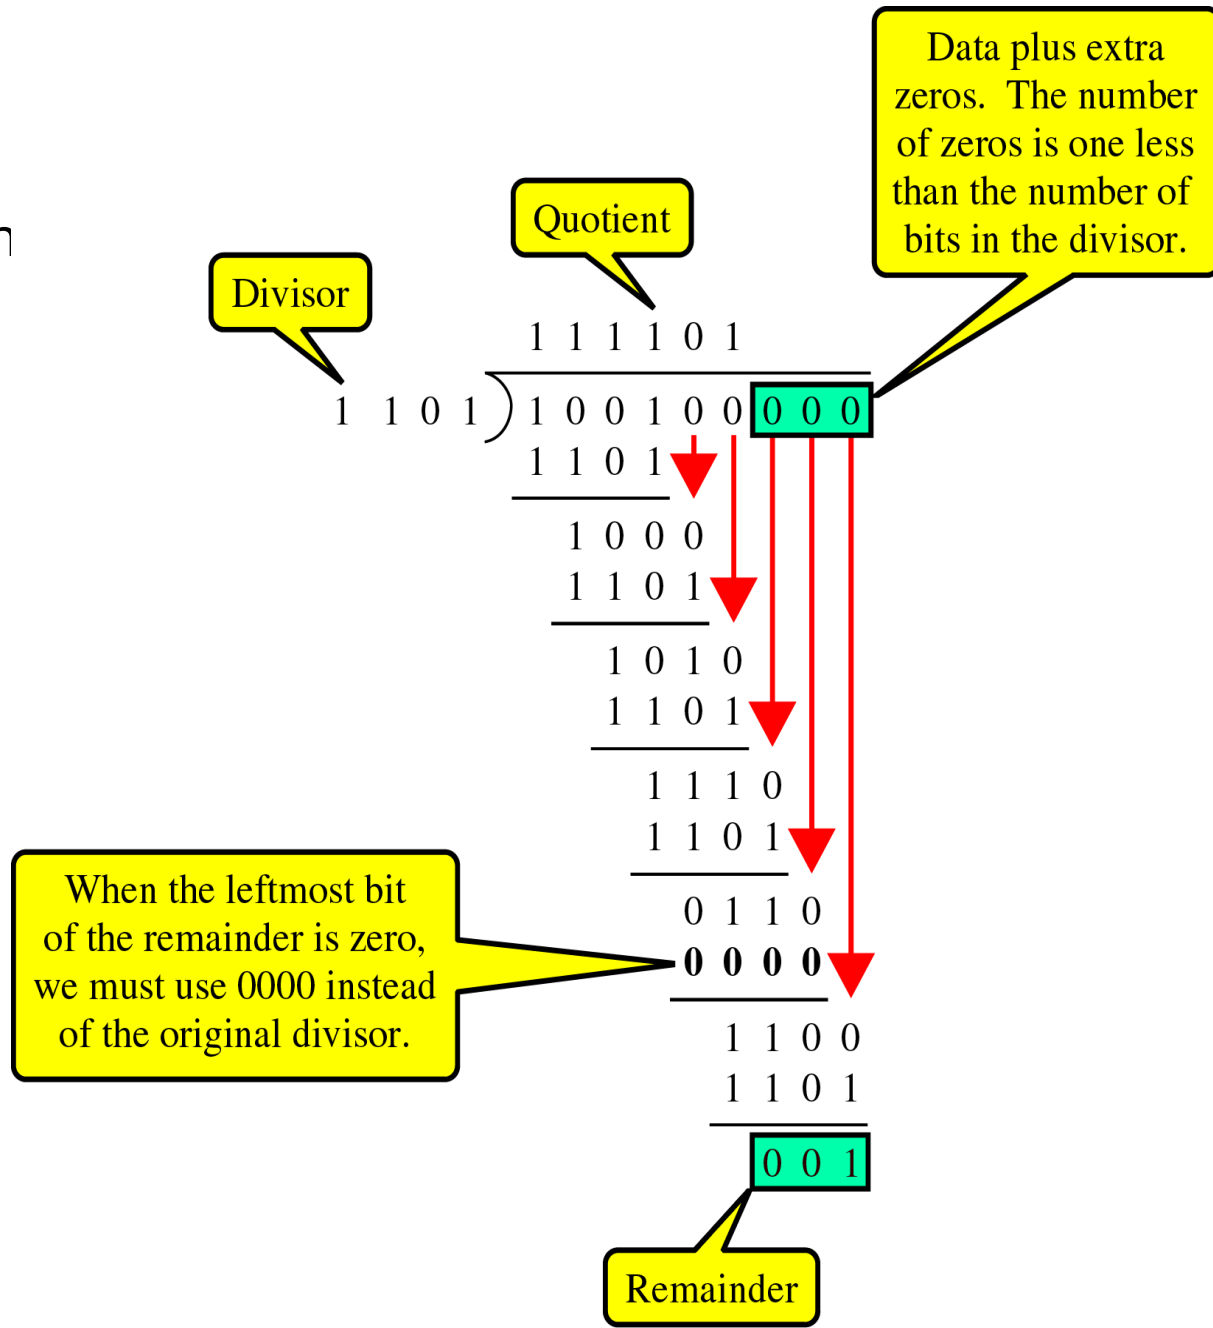 Data plus extra
zeros. The number
of zeros is one less
than the number of
bits in the divisor.
Quotient
n
Divisor
1 1 1 1 0 1
1 1 0 1 ) 1 0 0 1 0 0 0 0 0
1 1 0 1
1 0 0 0
1 1 0 1
1 0 1 0
1 1 0 1
1 1 1 0
1 1 0 1
When the leftmost bit
of the remainder is zero,
we must use 0000 instead
of the original divisor.
0 1 1 0
0 0 0 0
1 1 0 0
1 1 0 1
0 0 1
Remainder